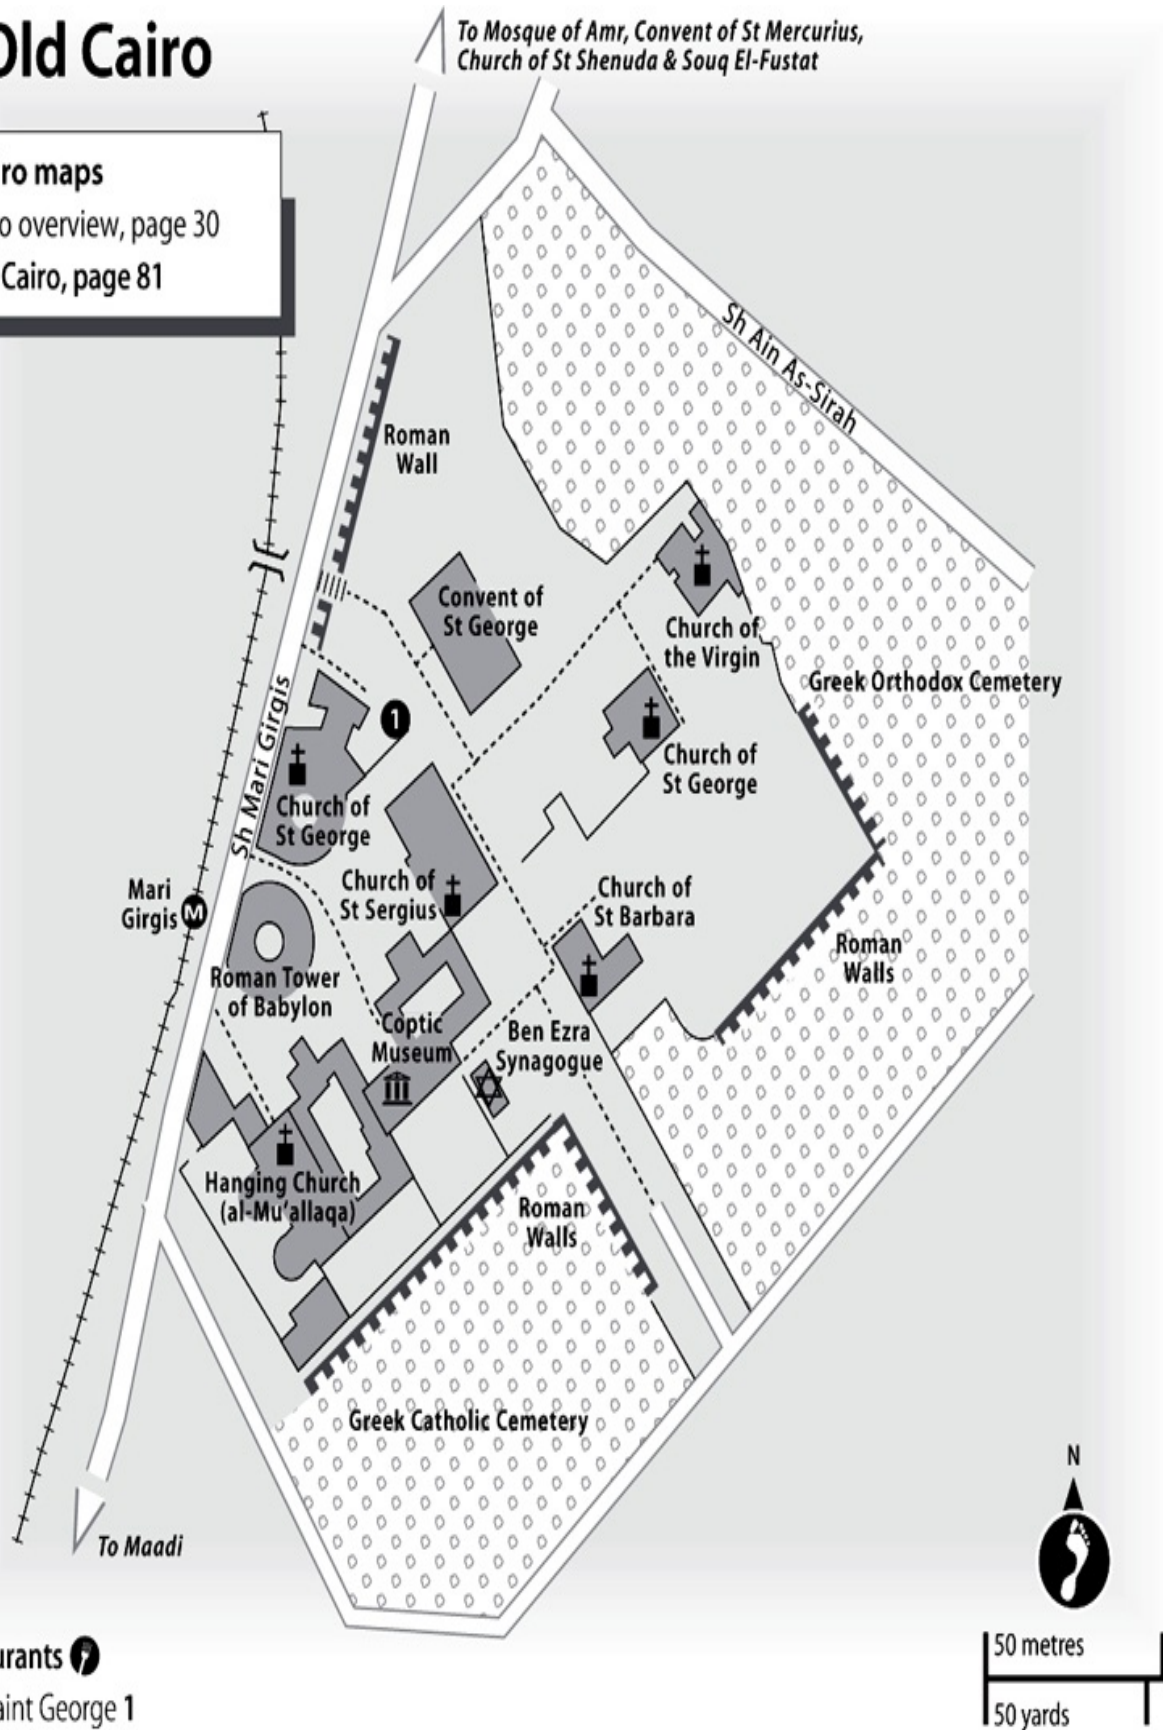 Old Cairo
To Mosque of Amr, Convent of St Mercurius,
Church of St Shenuda & Souq El-Fustat
ro maps
o overview, page 30
Cairo, page 81
Sh Ain As-Sirah
Roman
Wall
Convent of
St George
Church of
the Virgin
Greek Orthodox Cemetery
1
Sh Mari Girgis
Church of
St George
Church of
St George
Church of
St Sergius
Church of
St Barbara
Mari
Girgis
M
Roman
Walls
Roman Tower
of Babylon
Coptic
Museum
Ben Ezra
Synagogue
Hanging Church
(al-Mu'allaqa)
Roman
Walls
Greek Catholic Cemetery
N
To Maadi
urants
aint George 1
50 metres
50 yards